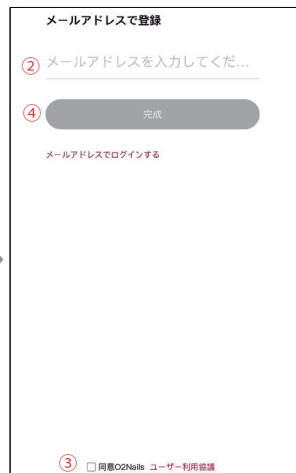 メールアドレスで登録
② メールアドレスを入力してくだ...
④ 完成
メールアドレスでログインする
③ 同意O2Nails ユーザー利用協議